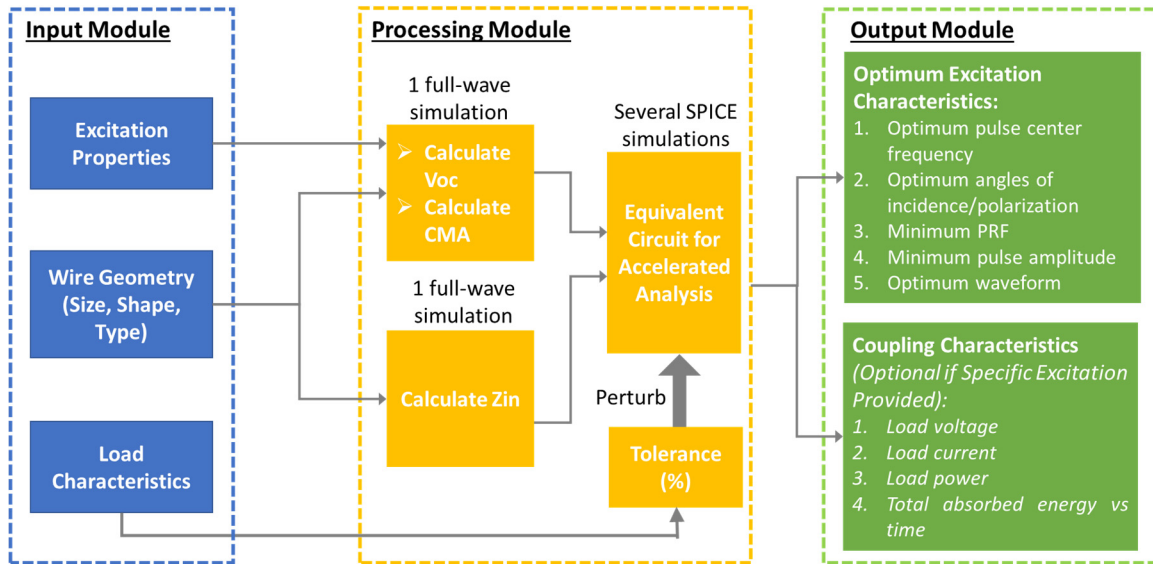 Input Module
Excitation
Properties
Wire Geometry
(Size, Shape,
Type)
Load
Characteristics
Processing Module
1 full-wave
simulation
➢ Calculate
Voc
➢ Calculate
CMA
1 full-wave
simulation
Calculate Zin
Several SPICE
simulations
Equivalent
Circuit for
Accelerated
Analysis
Perturb
Tolerance
(%)
Output Module
Optimum Excitation
Characteristics:
1. Optimum pulse center
frequency
2. Optimum angles of
incidence/polarization
3. Minimum PRF
4. Minimum pulse amplitude
5. Optimum waveform
Coupling Characteristics
(Optional if Specific Excitation
Provided):
1. Load voltage
2. Load current
3. Load power
4. Total absorbed energy vs
time